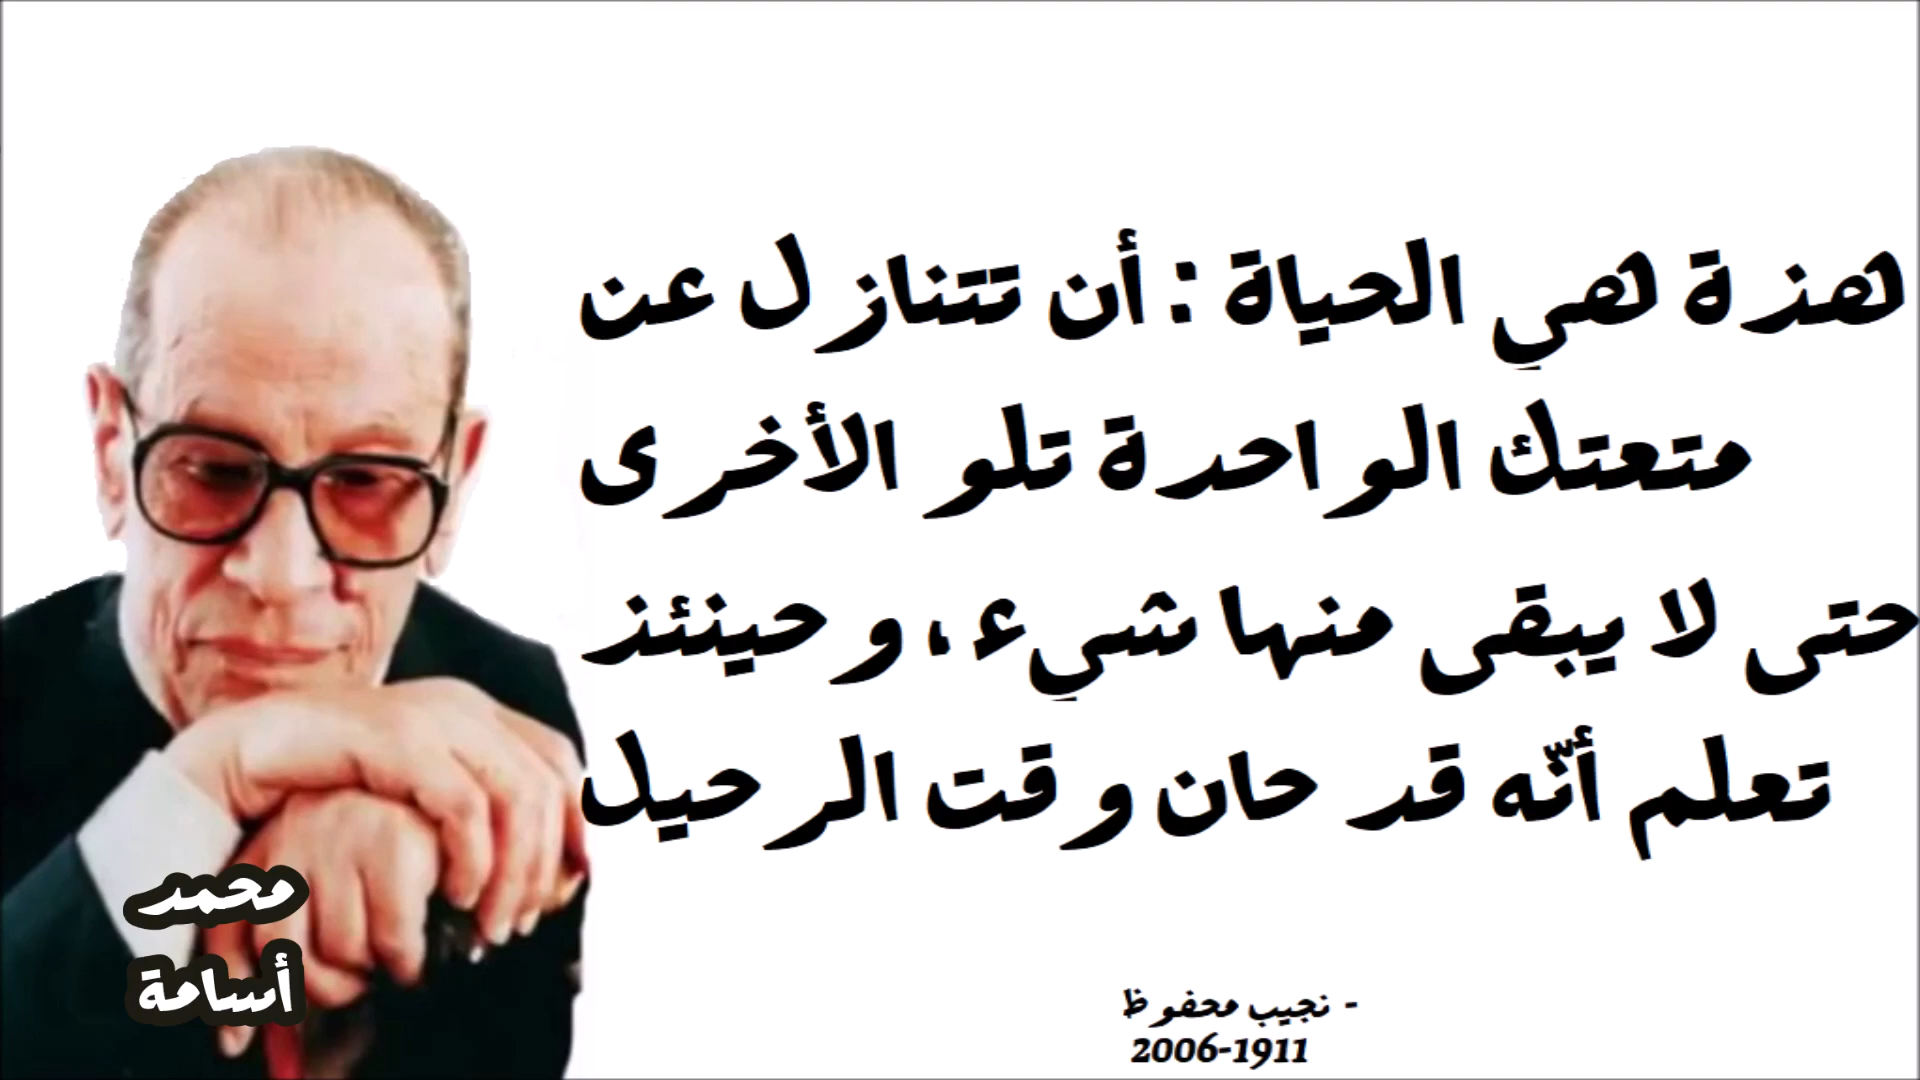 هذة هي الحياة : أن تتنازل عن
متعتك الواحدة تلو الأخرى
حتى لا يبقى منها شيء، وحينئذ
تعلم أنّه قد حان وقت الرحيل
محمد
أسامة
- نجيب محفوظ
2006-1911